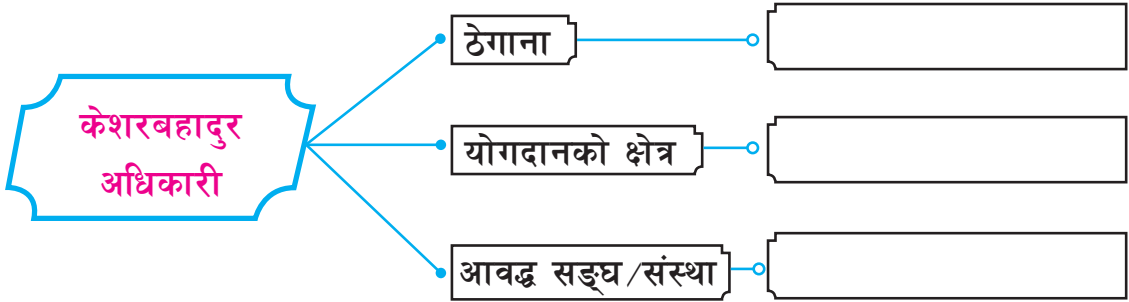 केशरबहादुर
अधिकारी
ठेगाना
योगदानको क्षेत्र
आवद्ध सङ्घ/संस्था